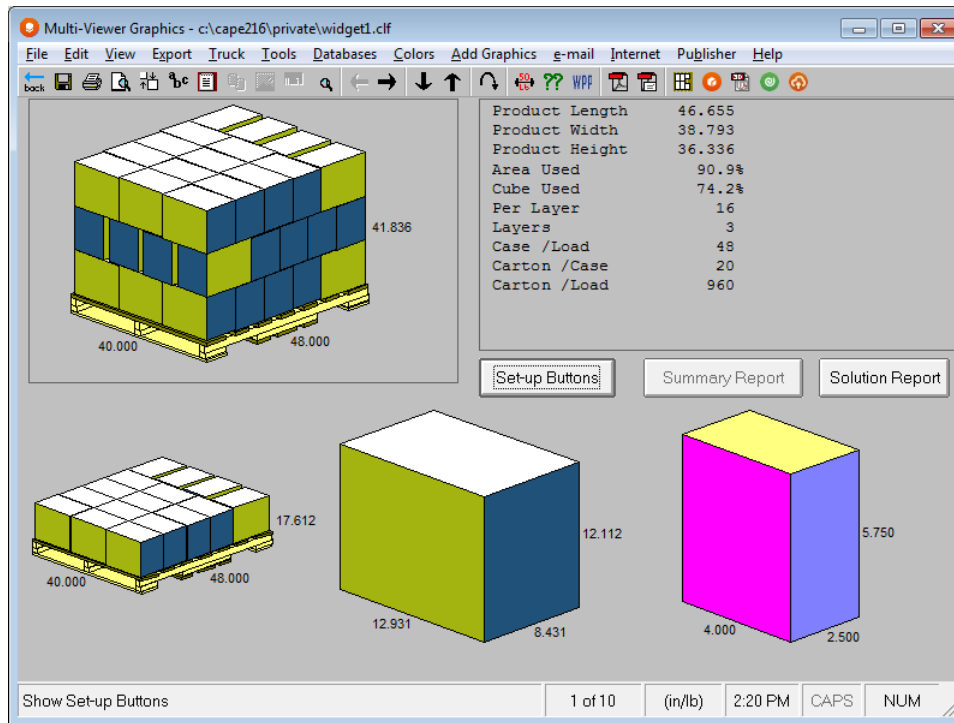 Multi-Viewer Graphics - c:\cape216\private\widget1.clf
File Edit View Export Truck Tools Databases Colors Add Graphics e-mail Internet Publisher Help
back abc 50 LB ?? WPP
Product Length 46.655
Product Width 38.793
Product Height 36.336
Area Used 90.9%
Cube Used 74.2%
Per Layer 16
Layers 3
Case /Load 48
Carton /Case 20
Carton /Load 960
41.836
40.000 48.000
Set-up Buttons Summary Report Solution Report
17.612
40.000 48.000
12.112
12.931 8.431
5.750
4.000 2.500
Show Set-up Buttons 1 of 10 (in/lb) 2:20 PM CAPS NUM